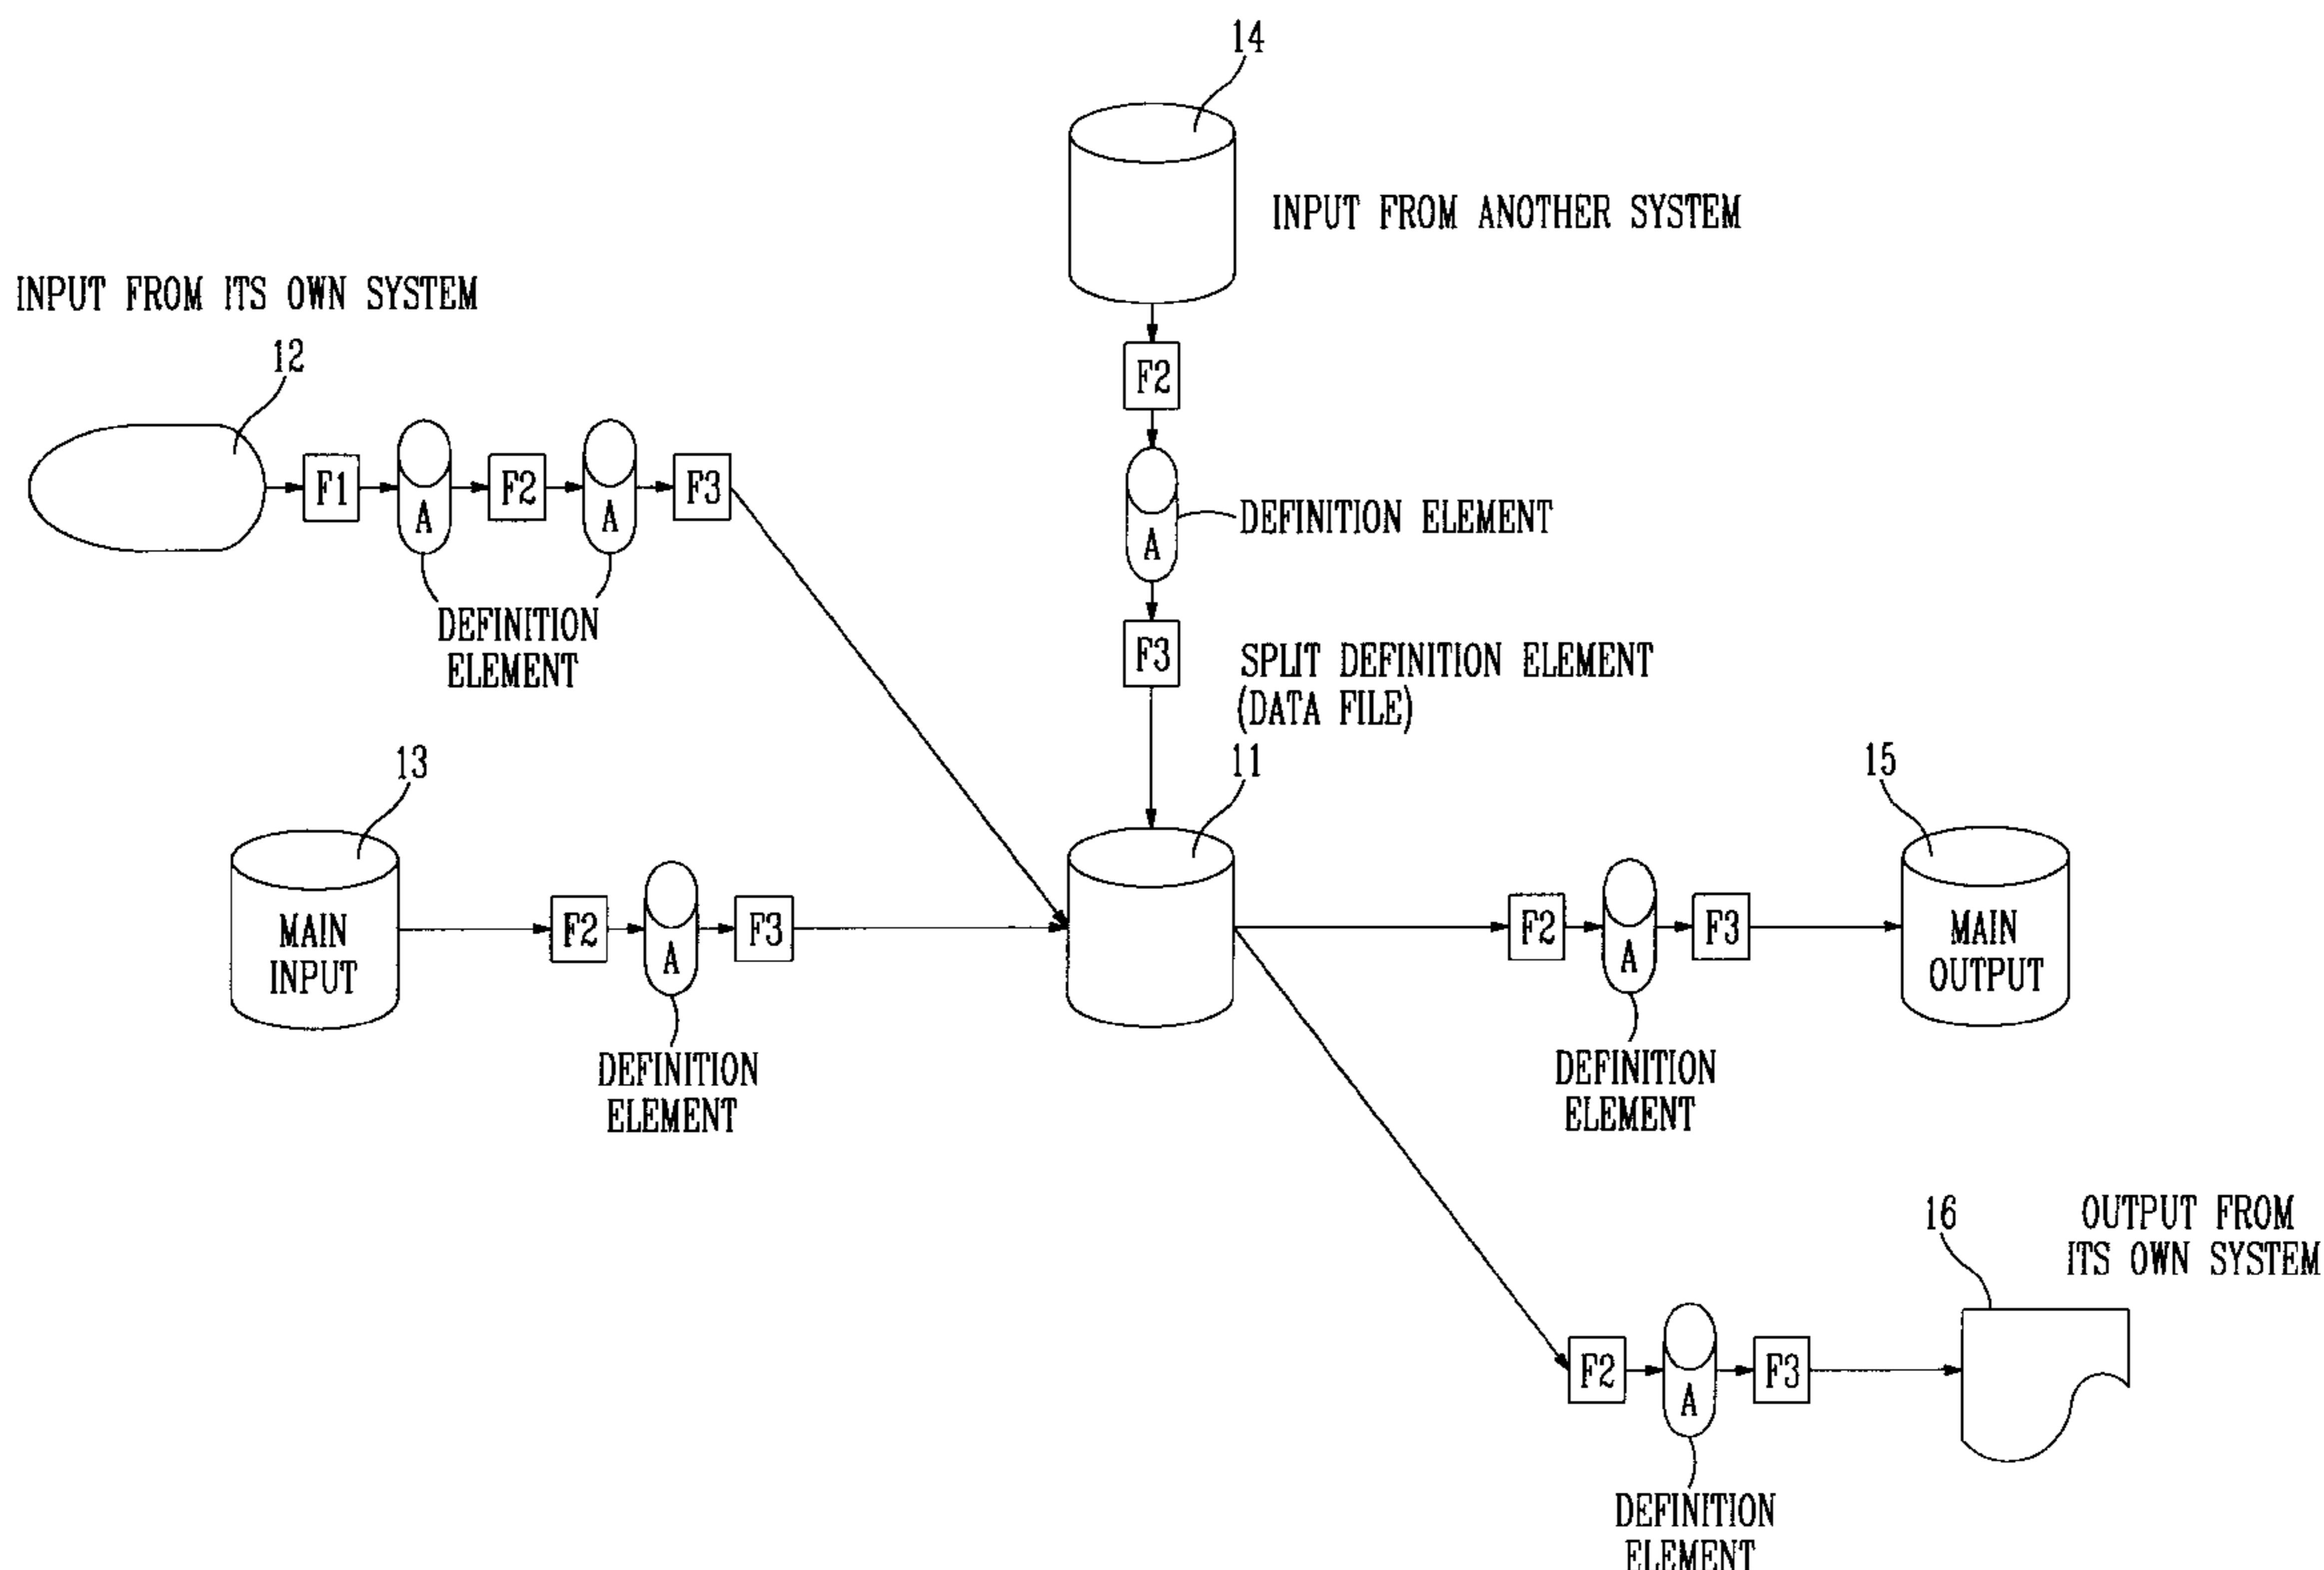 14
INPUT FROM ANOTHER SYSTEM
INPUT FROM ITS OWN SYSTEM
12
F2
F1
A
F2
A
F3
A
DEFINITION ELEMENT
DEFINITION
ELEMENT
F3
SPLIT DEFINITION ELEMENT
(DATA FILE)
13
11
15
MAIN
INPUT
F2
A
F3
F2
A
F3
MAIN
OUTPUT
DEFINITION
ELEMENT
DEFINITION
ELEMENT
16
OUTPUT FROM
ITS OWN SYSTEM
F2
A
F3
DEFINITION
ELEMENT